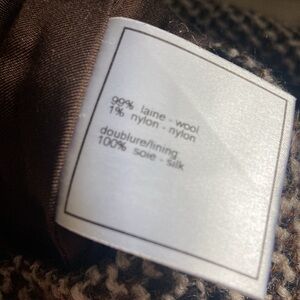 99% laine - wool
1% nylon - nylon
doublure/lining
100% soie - silk